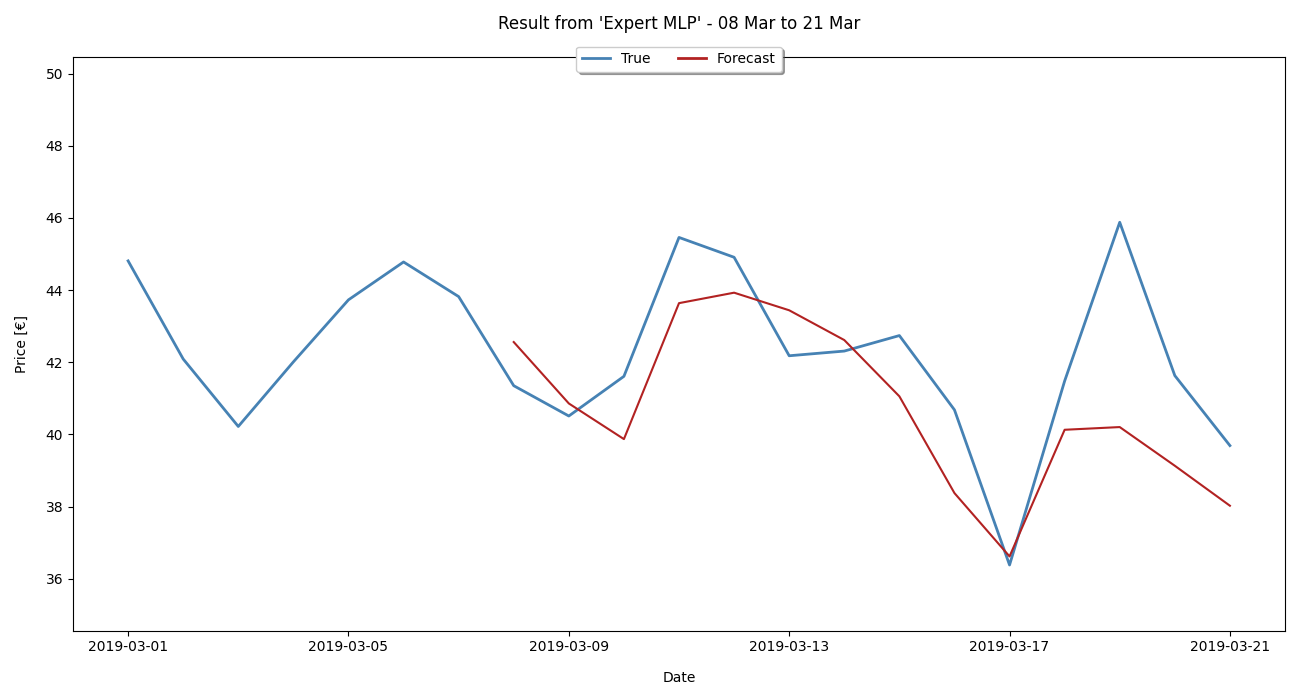 Result from 'Expert MLP' - 08 Mar to 21 Mar
True Forecast
50
48
46
44
42
40
38
36
Price [€]
2019-03-01 2019-03-05 2019-03-09 2019-03-13 2019-03-17 2019-03-21
Date